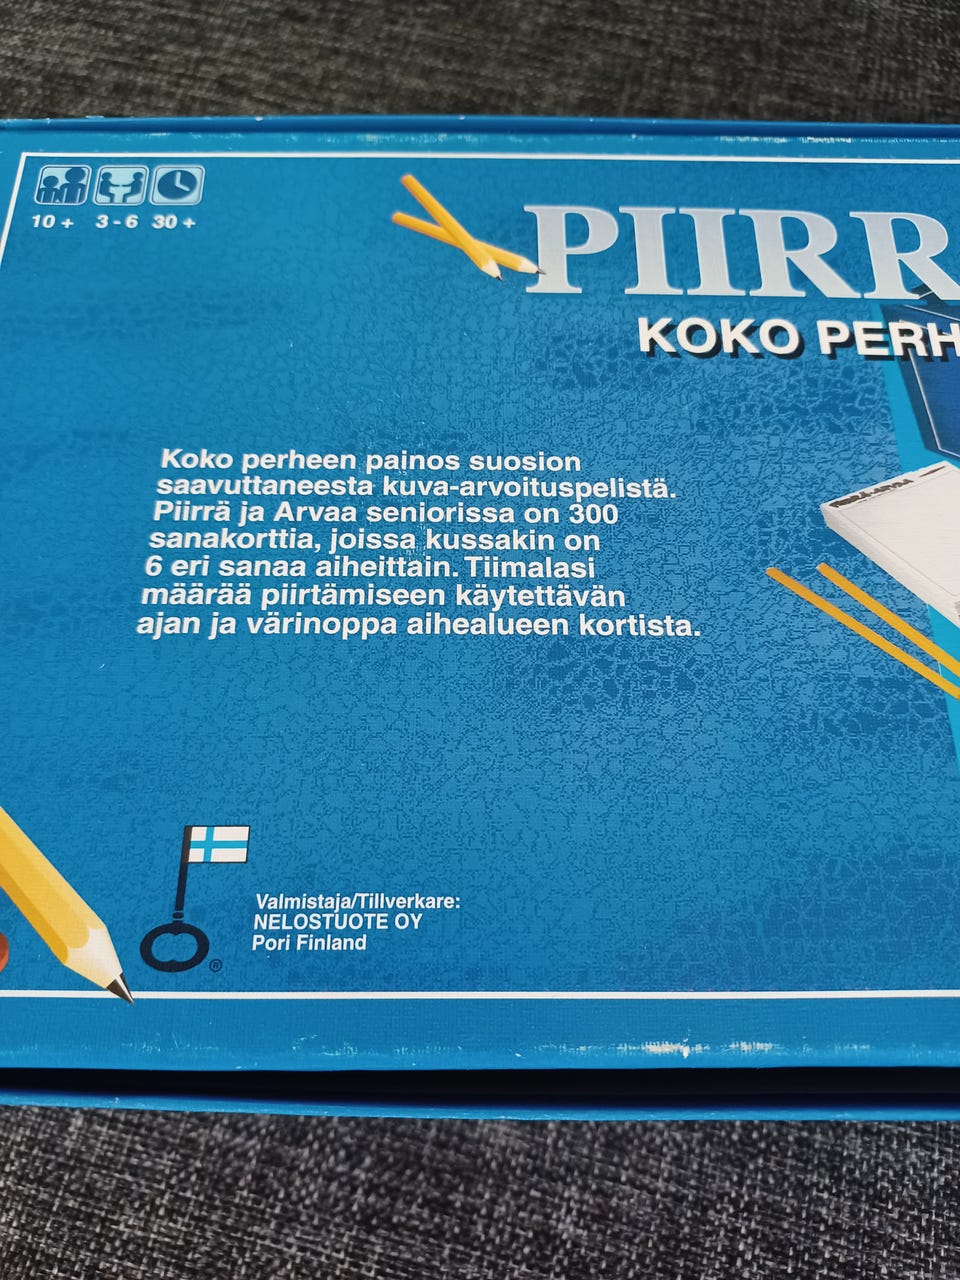 10 + 3 - 6 30 +
PIIRR
KOKO PERH
Koko perheen painos suosion
saavuttaneesta kuva-arvoituspelistä.
Piirrä ja Arvaa seniorissa on 300
sanakorttia, joissa kussakin on
6 eri sanaa aiheittain. Tiimalasi
määrää piirtämiseen käytettävän
ajan ja värinoppa aihealueen kortista.
Valmistaja/Tillverkare:
NELOSTUOTE OY
Pori Finland
®